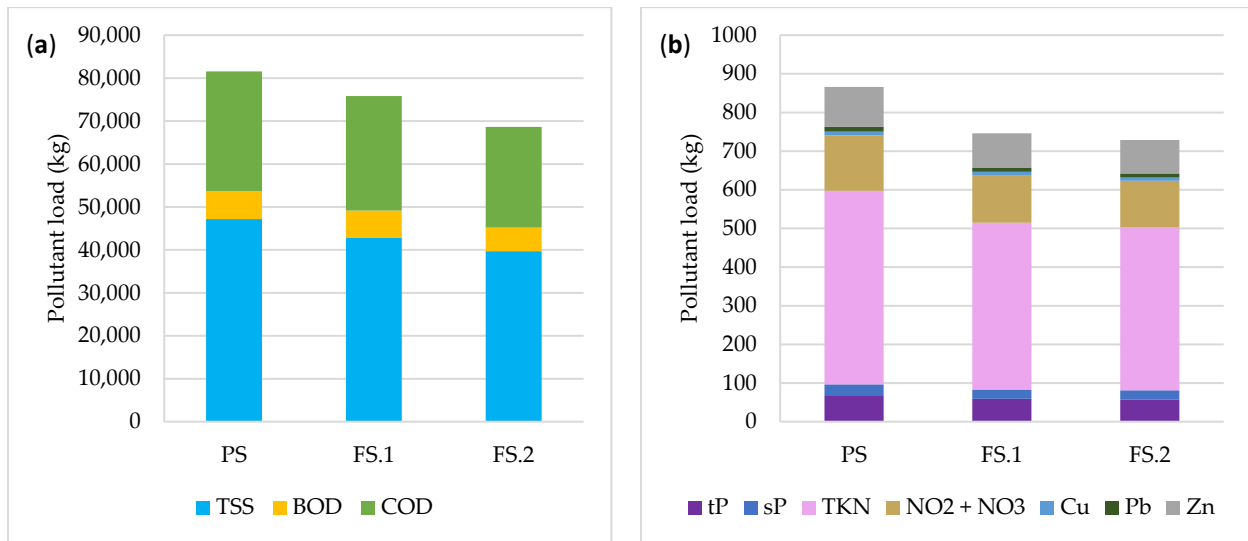 (a)
Pollutant load (kg)
90,000
80,000
70,000
60,000
50,000
40,000
30,000
20,000
10,000
0
PS FS.1 FS.2
TSS BOD COD
(b)
Pollutant load (kg)
1000
900
800
700
600
500
400
300
200
100
0
PS FS.1 FS.2
tP sP TKN NO2 + NO3 Cu Pb Zn